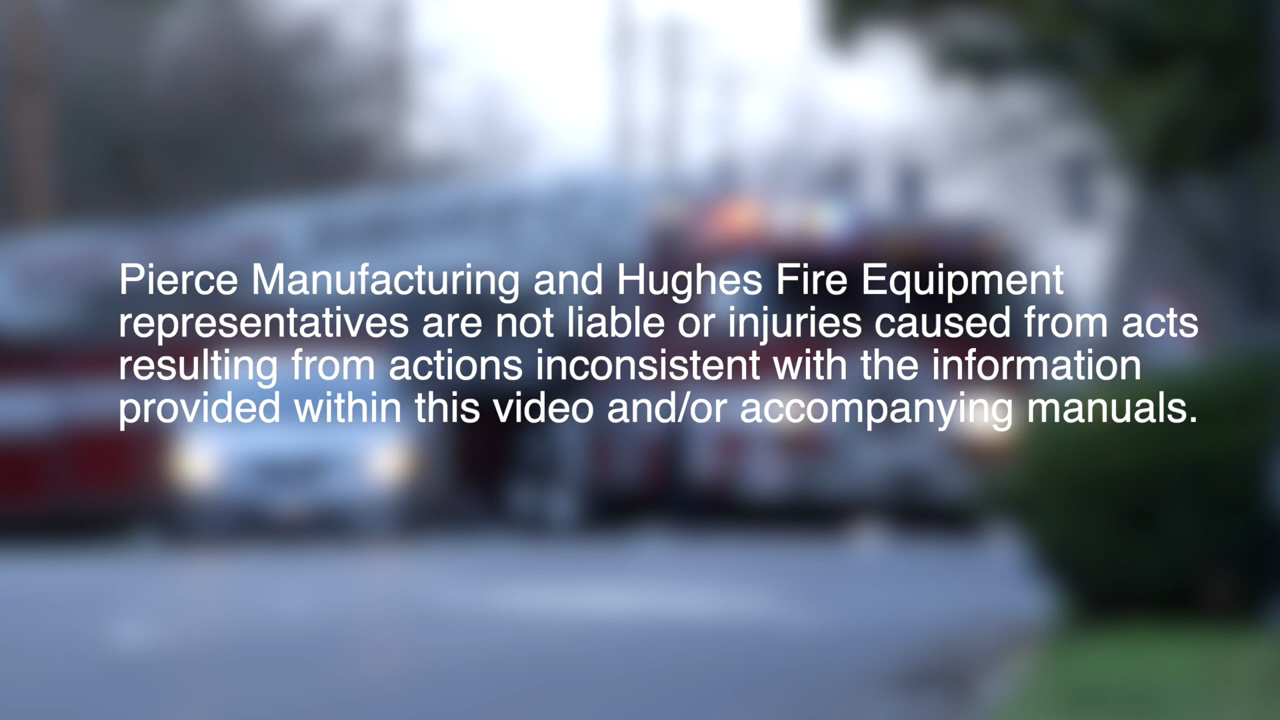 Pierce Manufacturing and Hughes Fire Equipment
representatives are not liable or injuries caused from acts
resulting from actions inconsistent with the information
provided within this video and/or accompanying manuals.